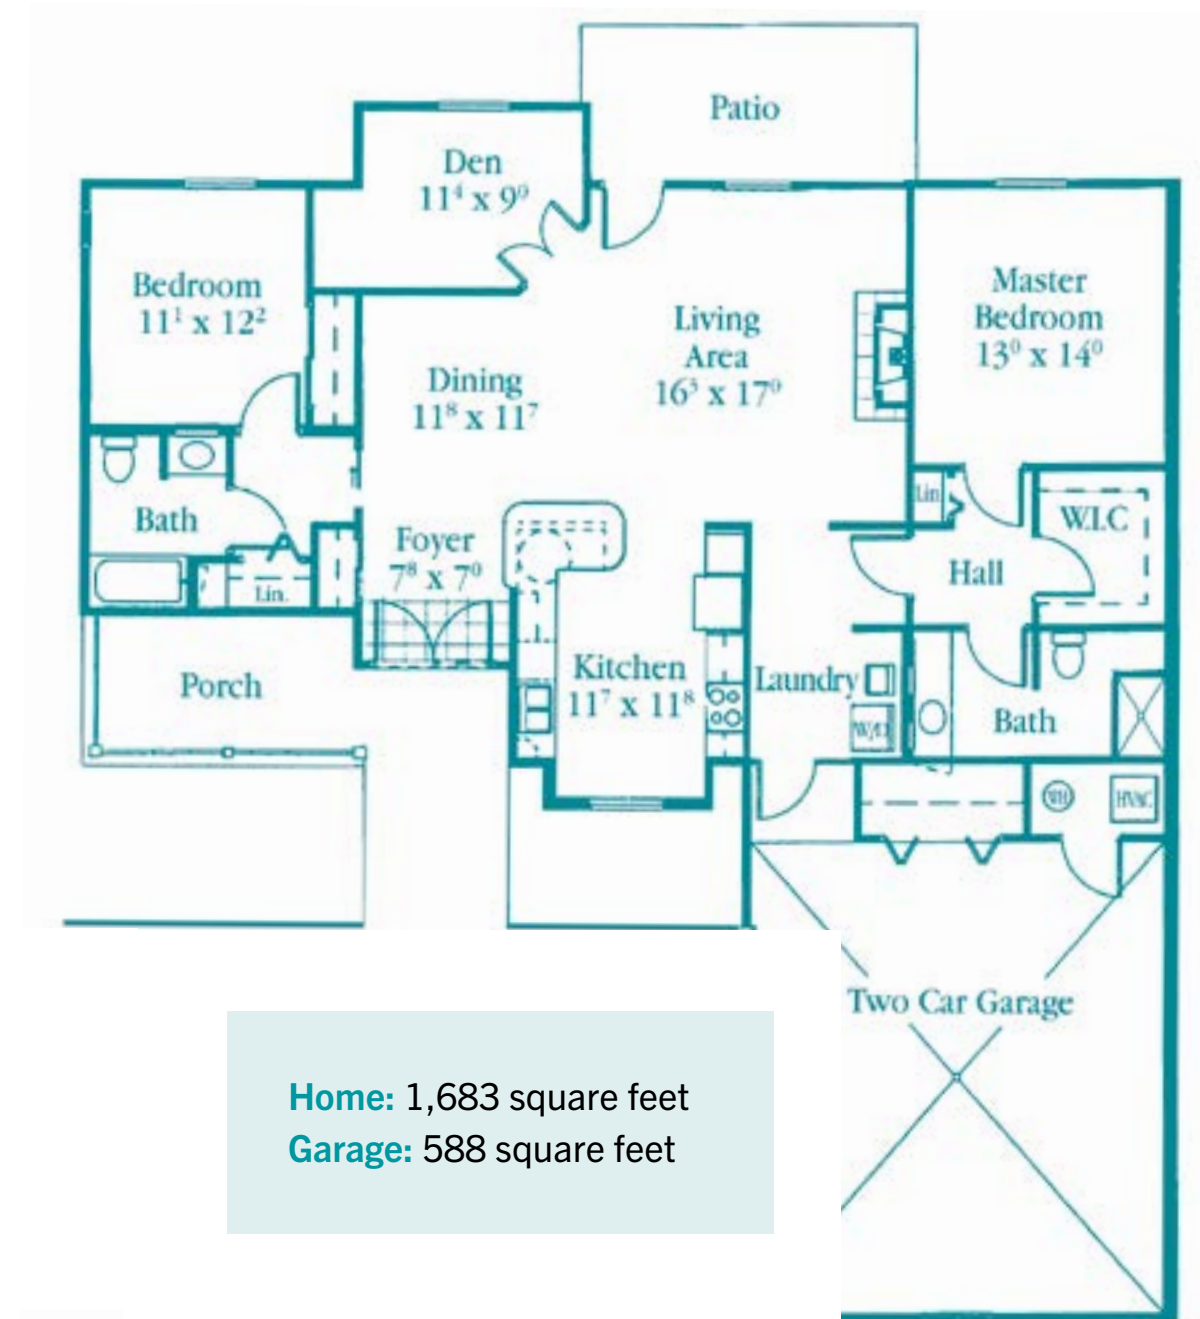 Patio
Den
11⁴ x 9⁰
Bedroom
11¹ x 12²
Master
Bedroom
13⁰ x 14⁰
Living
Area
16³ x 17⁰
Dining
11⁸ x 11⁷
Lin.
W.I.C
Bath
Foyer
7⁸ x 7⁰
Hall
Lin.
Kitchen
11⁷ x 11⁸
Laundry
W/D
Porch
Bath
WH
HVAC
Two Car Garage
Home: 1,683 square feet
Garage: 588 square feet